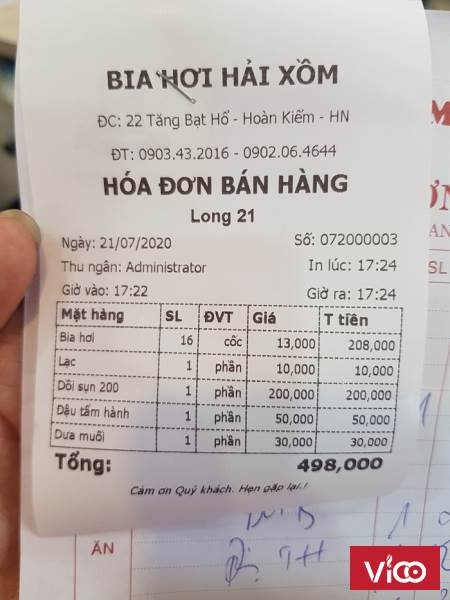 BIA HƠI HẢI XỒM
ĐC: 22 Tăng Bạt Hổ - Hoàn Kiếm - HN
ĐT: 0903.43.2016 - 0902.06.4644
HÓA ĐƠN BÁN HÀNG
Long 21
Ngày: 21/07/2020 Số: 072000003
Thu ngân: Administrator In lúc: 17:24
Giờ vào: 17:22 Giờ ra: 17:24
Mặt hàng SL ĐVT Giá T tiền
Bia hơi 16 cốc 13,000 208,000
Lạc 1 phần 10,000 10,000
Dồi sụn 200 1 phần 200,000 200,000
Đậu tẩm hành 1 phần 50,000 50,000
Dưa muối 1 phần 30,000 30,000
Tổng: 498,000
Cảm ơn Quý khách. Hẹn gặp lại.!
SL
ĂN
VICOO